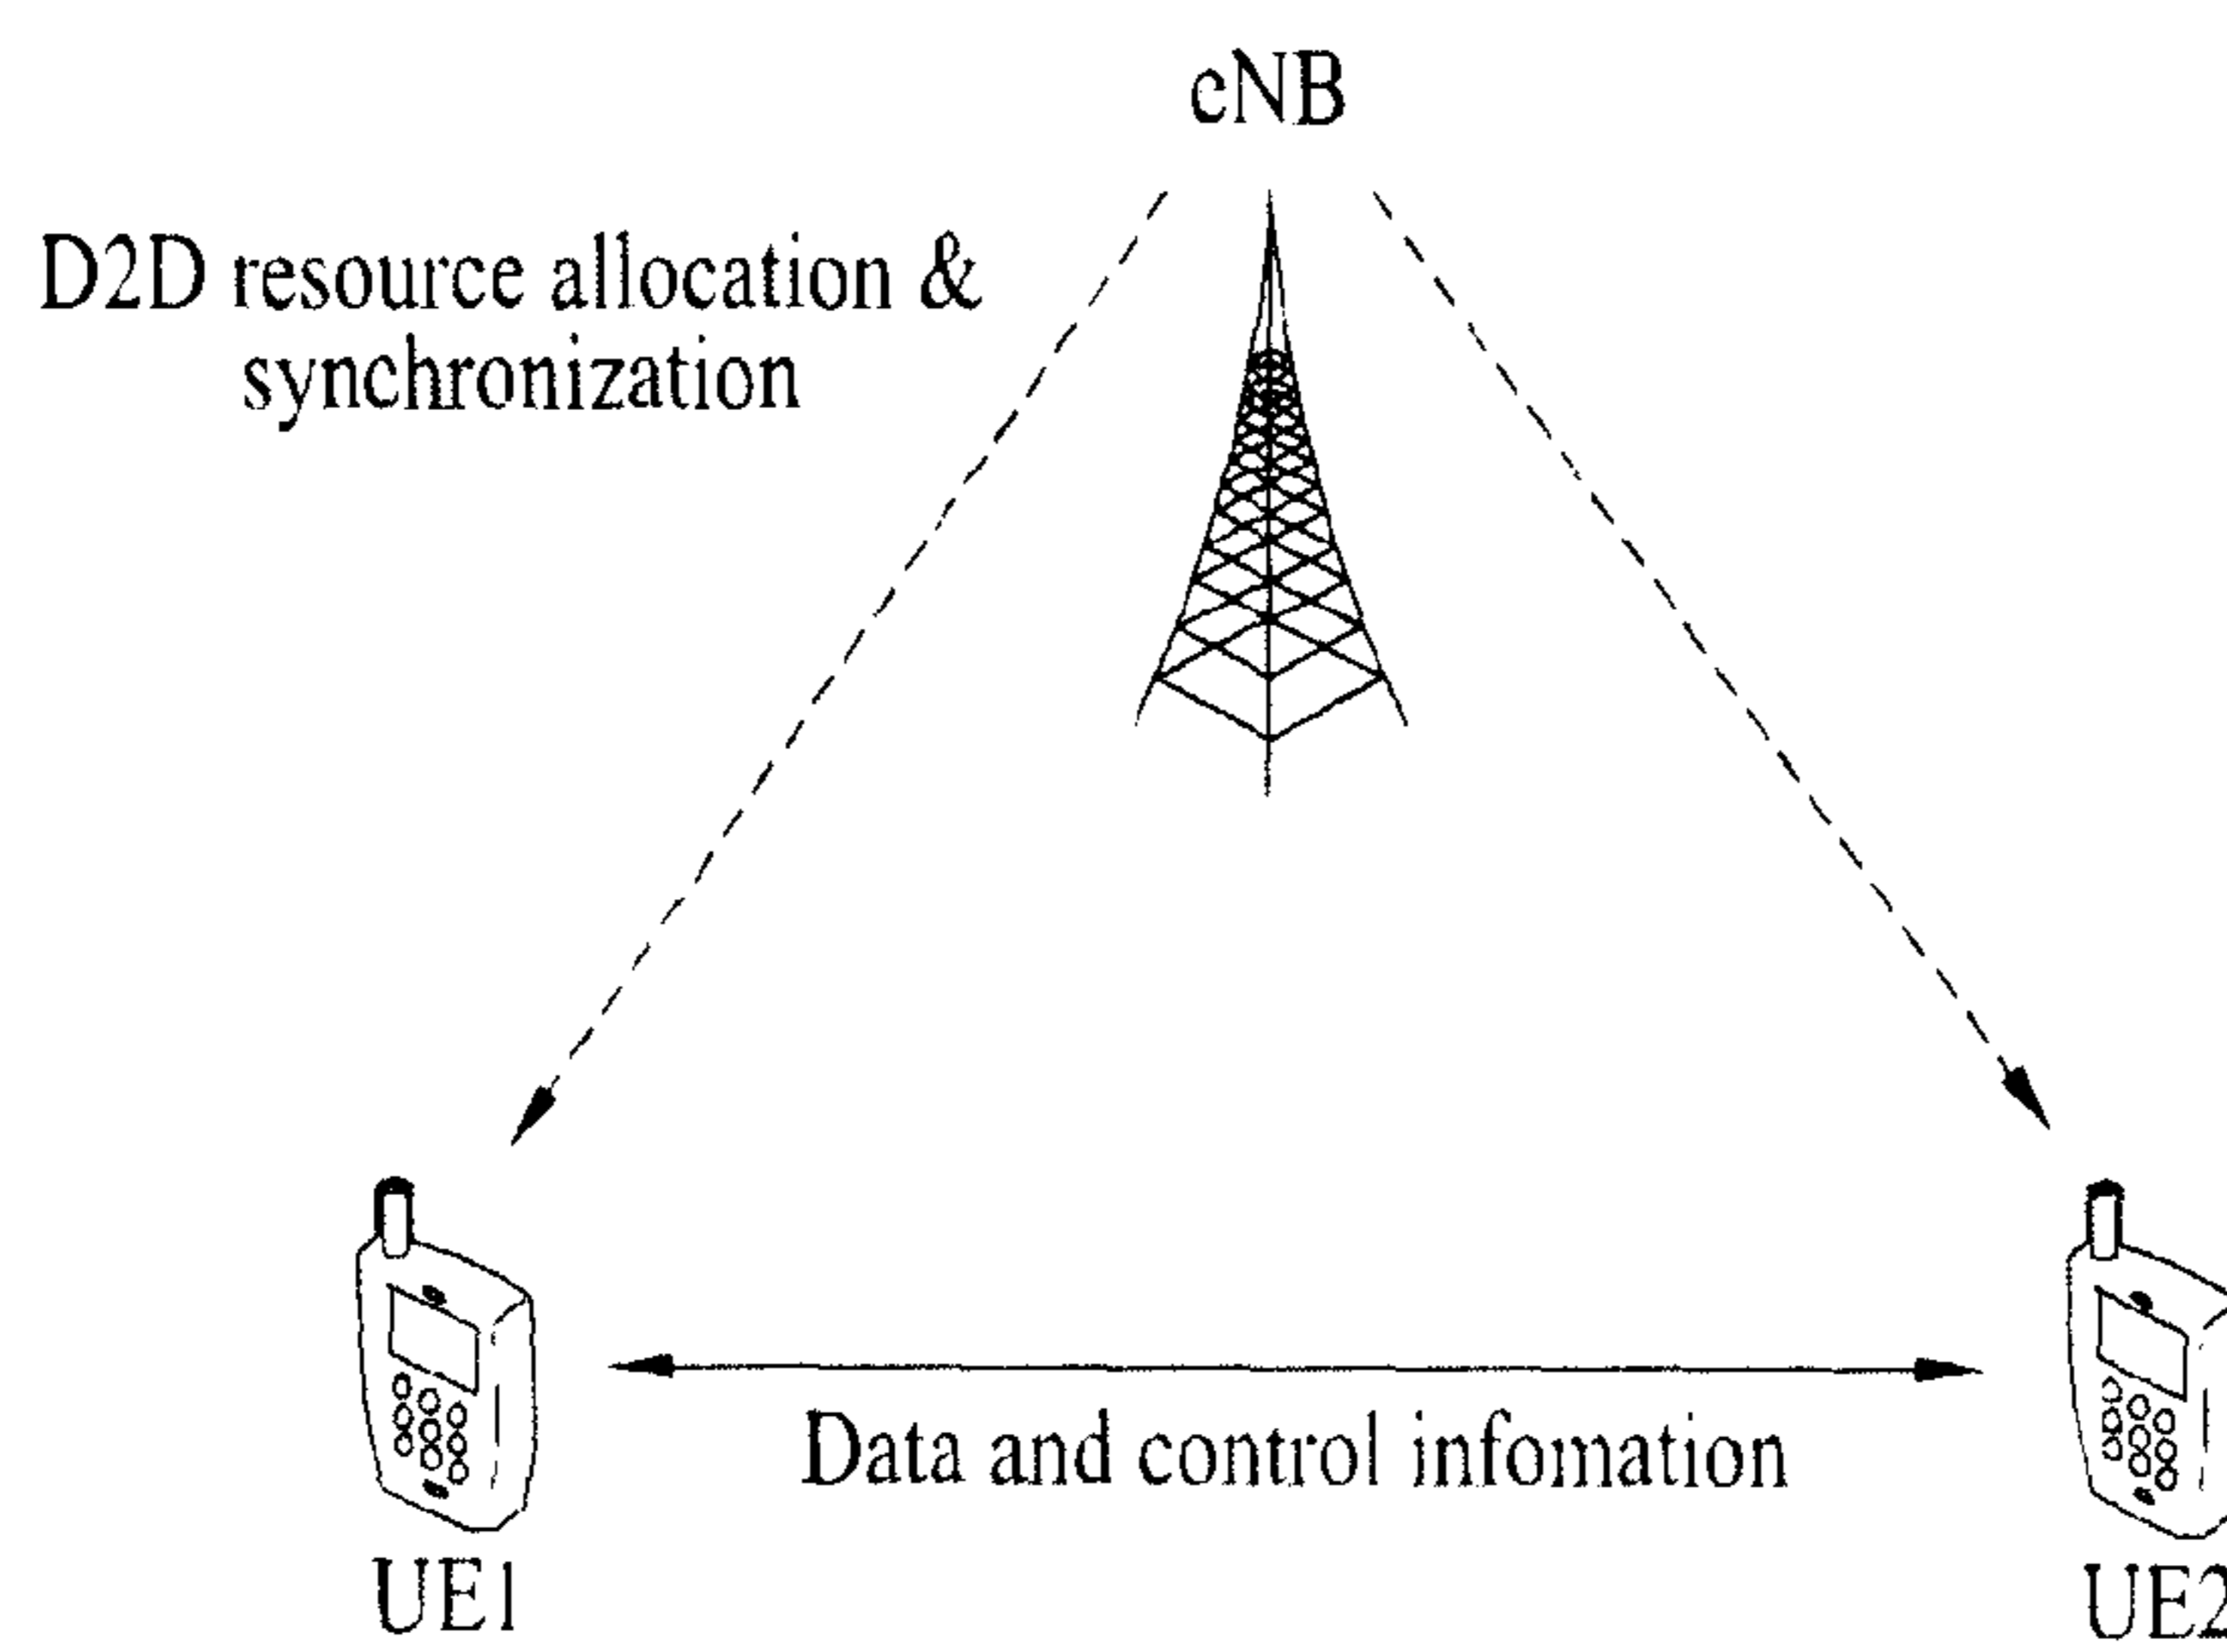 eNB
D2D resource allocation &
synchronization
Data and control infomation
UE1
UE2